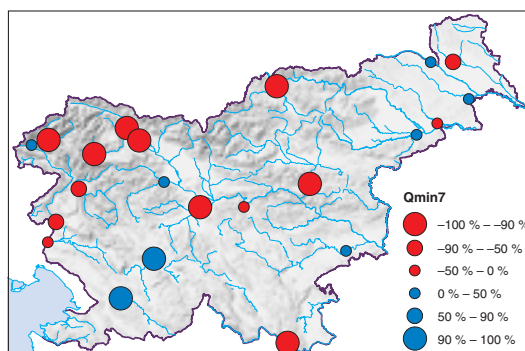 Qmin7
–100 % – –90 %
–90 % – –50 %
–50 % – 0 %
0 % – 50 %
50 % – 90 %
90 % – 100 %